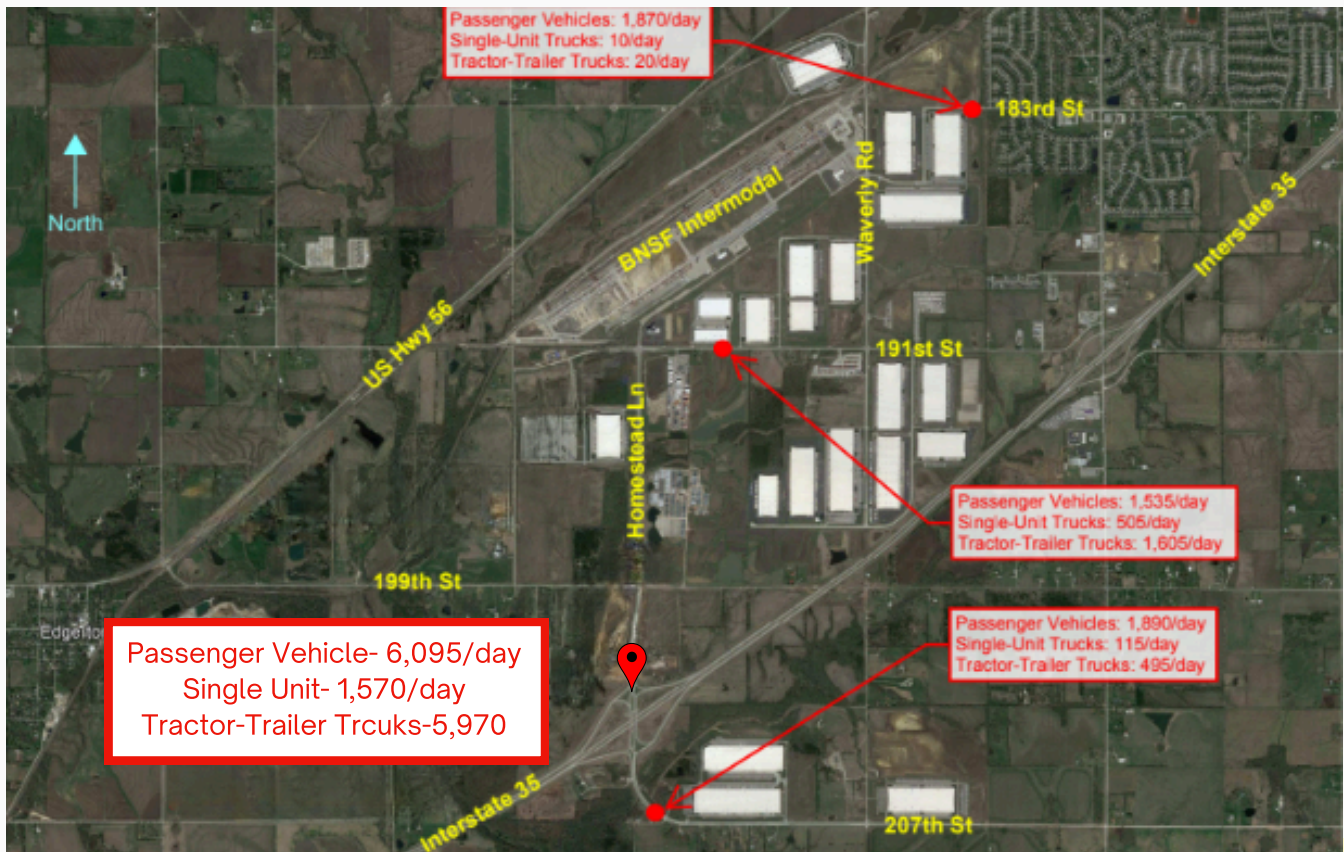 Passenger Vehicles: 1,870/day
Single-Unit Trucks: 10/day
Tractor-Trailer Trucks: 20/day
183rd St
North
Waverly Rd
BNSF Intermodal
Interstate 35
US Hwy 56
191st St
Homestead Ln
Passenger Vehicles: 1,535/day
Single-Unit Trucks: 505/day
Tractor-Trailer Trucks: 1,605/day
199th St
Passenger Vehicles: 1,890/day
Single-Unit Trucks: 115/day
Tractor-Trailer Trucks: 495/day
Passenger Vehicle- 6,095/day
Single Unit- 1,570/day
Tractor-Trailer Trcuks-5,970
Interstate 35
207th St